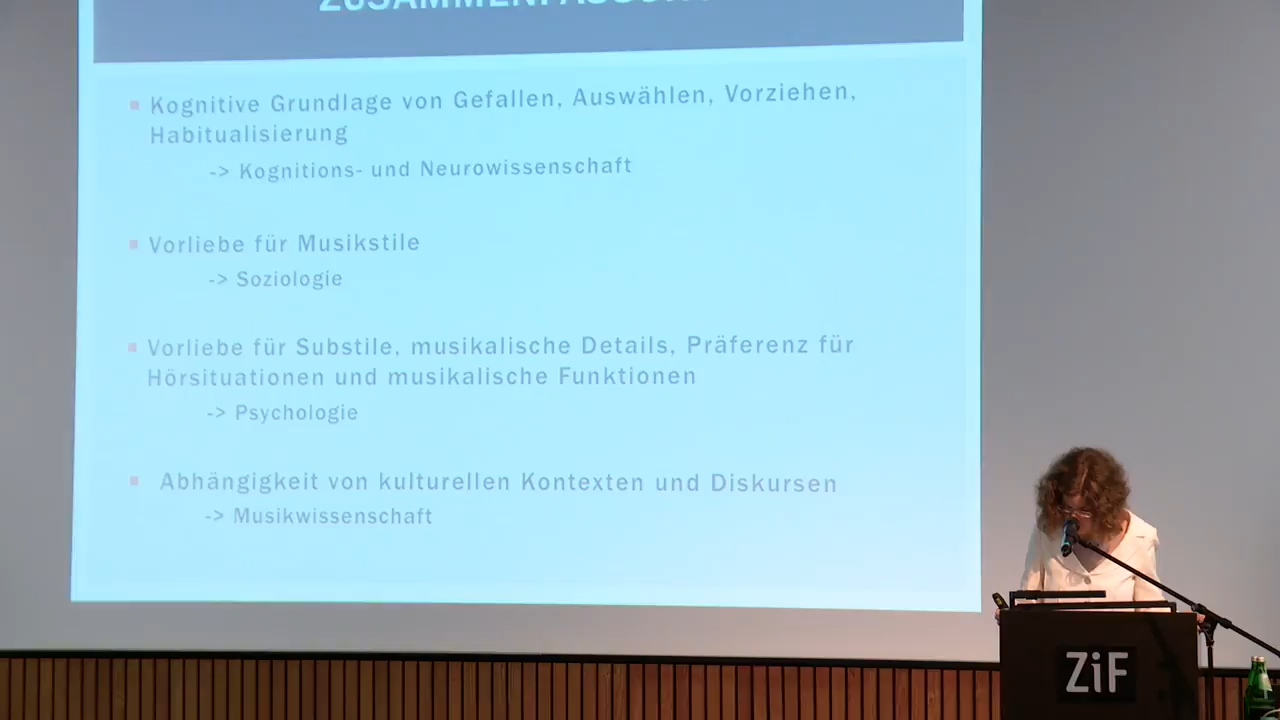 ZUSAMMENFASSUNG
▪ Kognitive Grundlage von Gefallen, Auswählen, Vorziehen,
Habitualisierung
-> Kognitions- und Neurowissenschaft
▪ Vorliebe für Musikstile
-> Soziologie
▪ Vorliebe für Substile, musikalische Details, Präferenz für
Hörsituationen und musikalische Funktionen
-> Psychologie
▪ Abhängigkeit von kulturellen Kontexten und Diskursen
-> Musikwissenschaft
ZiF